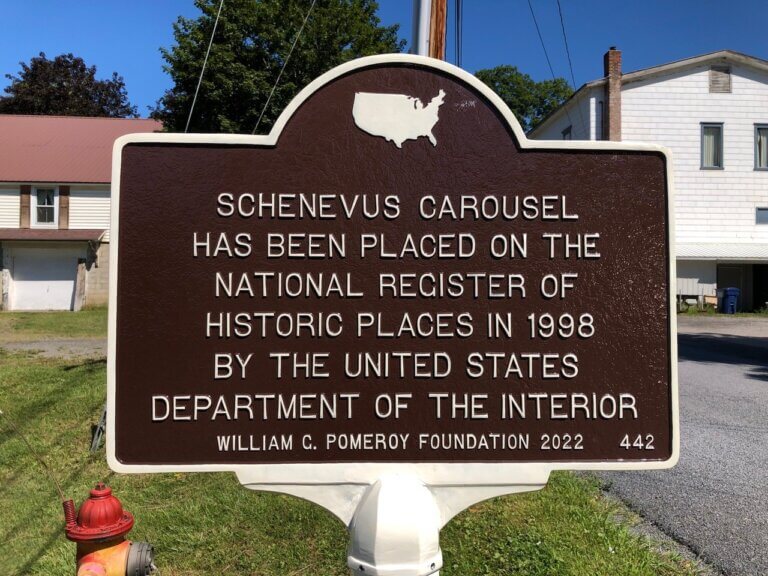 SCHENEVUS CAROUSEL
HAS BEEN PLACED ON THE
NATIONAL REGISTER OF
HISTORIC PLACES IN 1998
BY THE UNITED STATES
DEPARTMENT OF THE INTERIOR
WILLIAM G. POMEROY FOUNDATION 2022 442